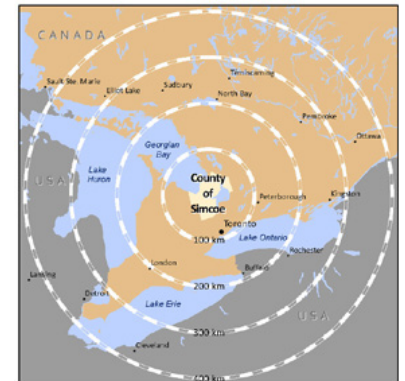 CANADA
Sault Ste. Marie
Elliot Lake
Sudbury
Temiscaming
North Bay
Pembroke
Ottawa
Georgian
Bay
Lake
Huron
USA
County
of
Simcoe
Peterborough
Kingston
Toronto
100 km
Lake Ontario
Rochester
London
Buffalo
Lansing
Detroit
200 km
Lake Erie
USA
300 km
Cleveland
400 km